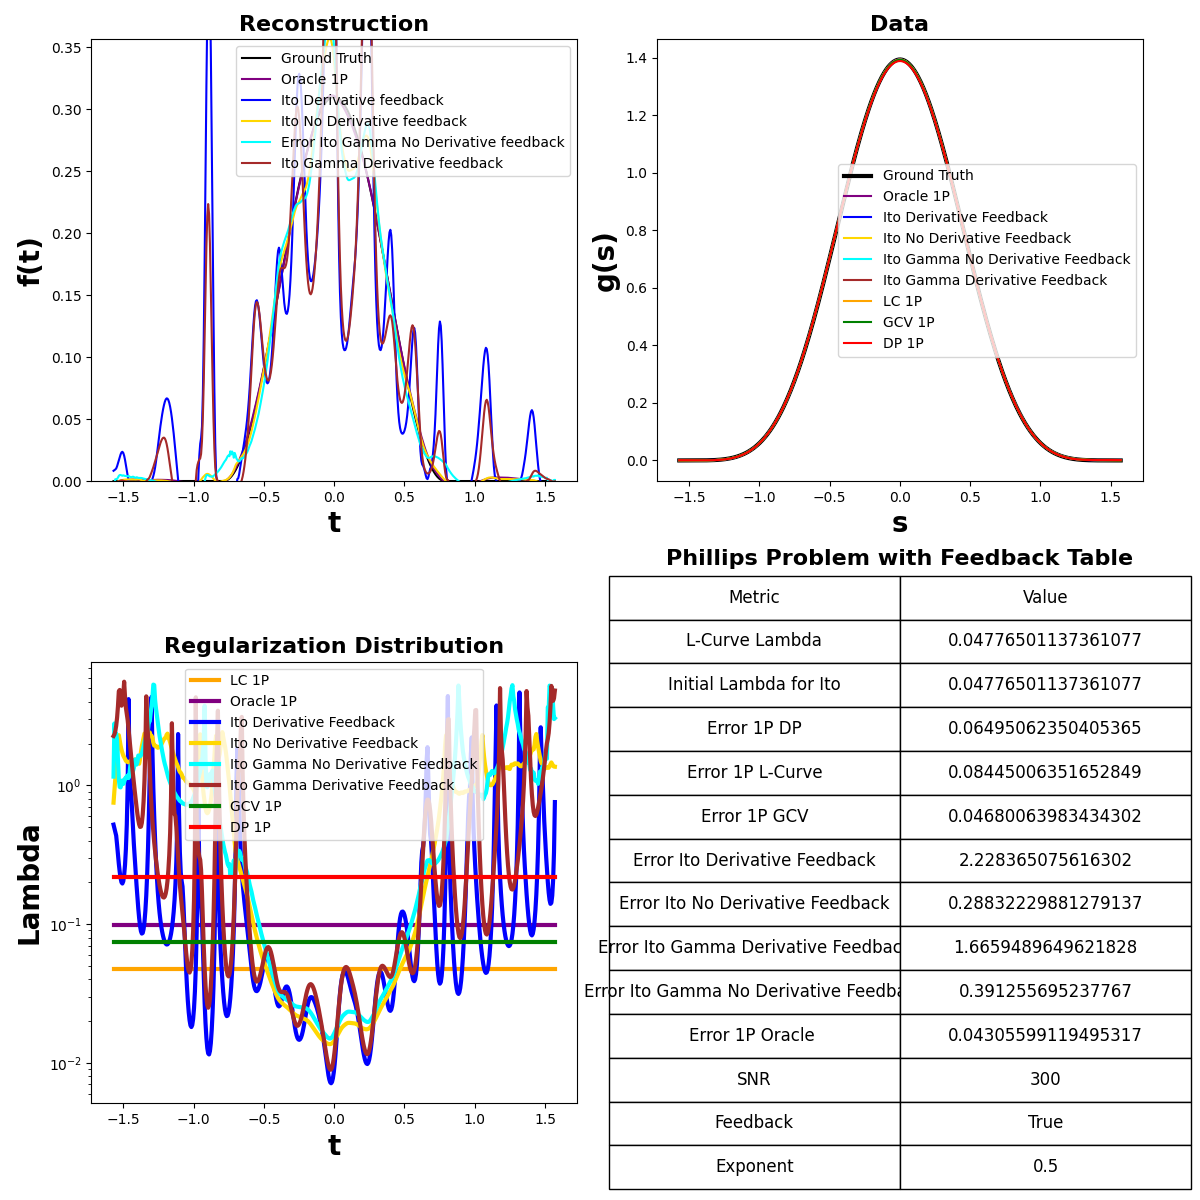 Reconstruction
0.35
0.30
0.25
0.20
0.15
0.10
0.05
0.00
f(t)
Ground Truth
Oracle 1P
Ito Derivative feedback
Ito No Derivative feedback
Error Ito Gamma No Derivative feedback
Ito Gamma Derivative feedback
−1.5 −1.0 −0.5 0.0 0.5 1.0 1.5
t
Data
1.4
1.2
1.0
0.8
0.6
0.4
0.2
0.0
g(s)
Ground Truth
Oracle 1P
Ito Derivative Feedback
Ito No Derivative Feedback
Ito Gamma No Derivative Feedback
Ito Gamma Derivative Feedback
LC 1P
GCV 1P
DP 1P
−1.5 −1.0 −0.5 0.0 0.5 1.0 1.5
s
Regularization Distribution
10⁰
10⁻¹
10⁻²
Lambda
LC 1P
Oracle 1P
Ito Derivative Feedback
Ito No Derivative Feedback
Ito Gamma No Derivative Feedback
Ito Gamma Derivative Feedback
GCV 1P
DP 1P
−1.5 −1.0 −0.5 0.0 0.5 1.0 1.5
t
Phillips Problem with Feedback Table
Metric Value
L-Curve Lambda 0.04776501137361077
Initial Lambda for Ito 0.04776501137361077
Error 1P DP 0.06495062350405365
Error 1P L-Curve 0.08445006351652849
Error 1P GCV 0.04680063983434302
Error Ito Derivative Feedback 2.228365075616302
Error Ito No Derivative Feedback 0.28832229881279137
Error Ito Gamma Derivative Feedbac 1.6659489649621828
Error Ito Gamma No Derivative Feedba 0.391255695237767
Error 1P Oracle 0.04305599119495317
SNR 300
Feedback True
Exponent 0.5